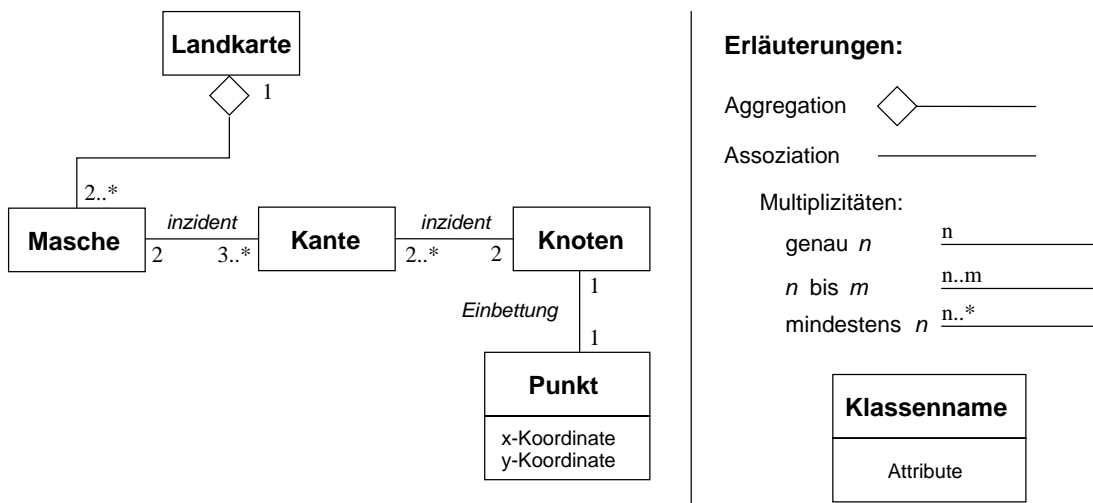 Landkarte
1
2..*
Masche
inzident
2
3..*
Kante
inzident
2..*
2
Knoten
1
Einbettung
1
Punkt
x-Koordinate
y-Koordinate
Erläuterungen:
Aggregation
Assoziation
Multiplizitäten:
genau n
n
n bis m
n..m
mindestens n
n..*
Klassenname
Attribute